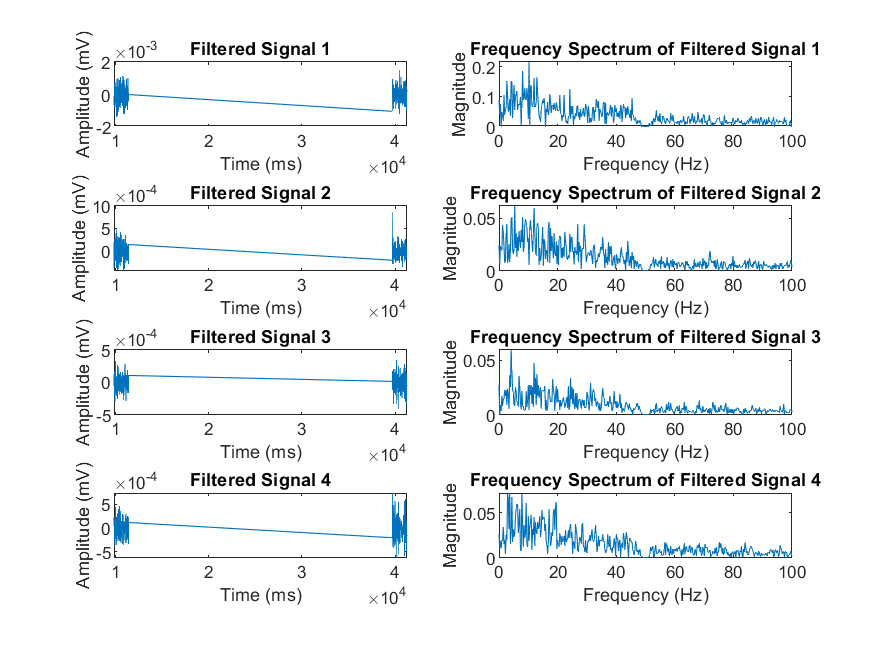 Filtered Signal 1
×10-3
Amplitude (mV)
2
0
-2
1
2
3
4
Time (ms)
×104
Frequency Spectrum of Filtered Signal 1
Magnitude
0.2
0.1
0
0
20
40
60
80
100
Frequency (Hz)
Filtered Signal 2
×10-4
Amplitude (mV)
10
5
0
1
2
3
4
Time (ms)
×104
Frequency Spectrum of Filtered Signal 2
Magnitude
0.05
0
0
20
40
60
80
100
Frequency (Hz)
Filtered Signal 3
×10-4
Amplitude (mV)
5
0
-5
1
2
3
4
Time (ms)
×104
Frequency Spectrum of Filtered Signal 3
Magnitude
0.05
0
0
20
40
60
80
100
Frequency (Hz)
Filtered Signal 4
×10-4
Amplitude (mV)
5
0
-5
1
2
3
4
Time (ms)
×104
Frequency Spectrum of Filtered Signal 4
Magnitude
0.05
0
0
20
40
60
80
100
Frequency (Hz)